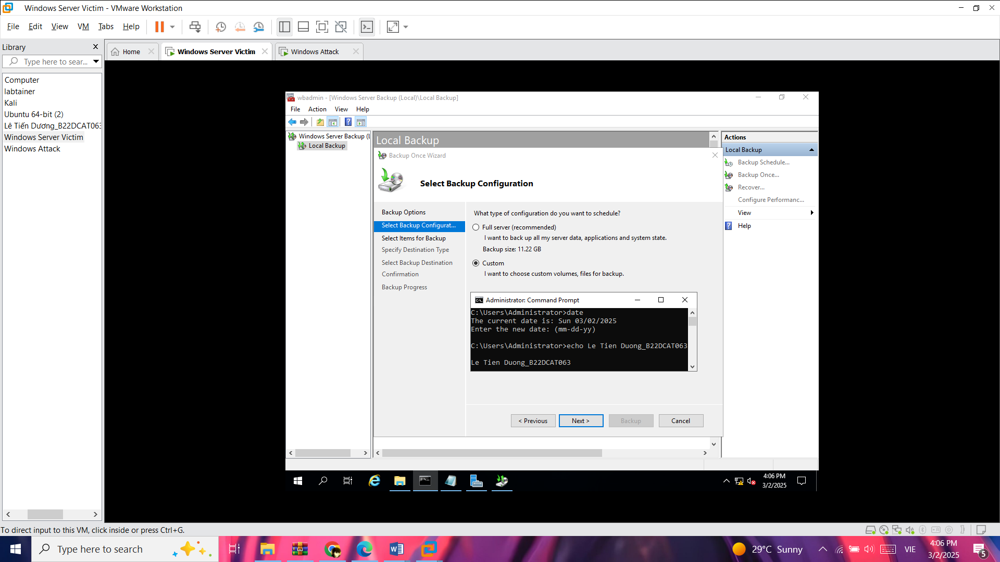 Windows Server Victim - VMware Workstation
File Edit View VM Tabs Help
Library
Type here to sear...
Home
Windows Server Victim
Windows Attack
Computer
labtainer
Kali
Ubuntu 64-bit (2)
Lê Tiến Dương_B22DCAT063
Windows Server Victim
Windows Attack
wbadmin - [Windows Server Backup (Local)\Local Backup]
File Action View Help
Windows Server Backup (L
Local Backup
Local Backup
Backup Once Wizard
Select Backup Configuration
Backup Options
Select Backup Configurat...
Select Items for Backup
Specify Destination Type
Select Backup Destination
Confirmation
Backup Progress
What type of configuration do you want to schedule?
Full server (recommended)
I want to back up all my server data, applications and system state.
Backup size: 11.22 GB
Custom
I want to choose custom volumes, files for backup.
Administrator: Command Prompt
C:\Users\Administrator>date
The current date is: Sun 03/02/2025
Enter the new date: (mm-dd-yy)
C:\Users\Administrator>echo Le Tien Duong_B22DCAT063
Le Tien Duong_B22DCAT063
< Previous
Next >
Backup
Cancel
Actions
Local Backup
Backup Schedule...
Backup Once...
Recover...
Configure Performanc...
View
Help
4:06 PM
3/2/2025
To direct input to this VM, click inside or press Ctrl+G.
Type here to search
29°C Sunny
VIE
4:06 PM
3/2/2025
5